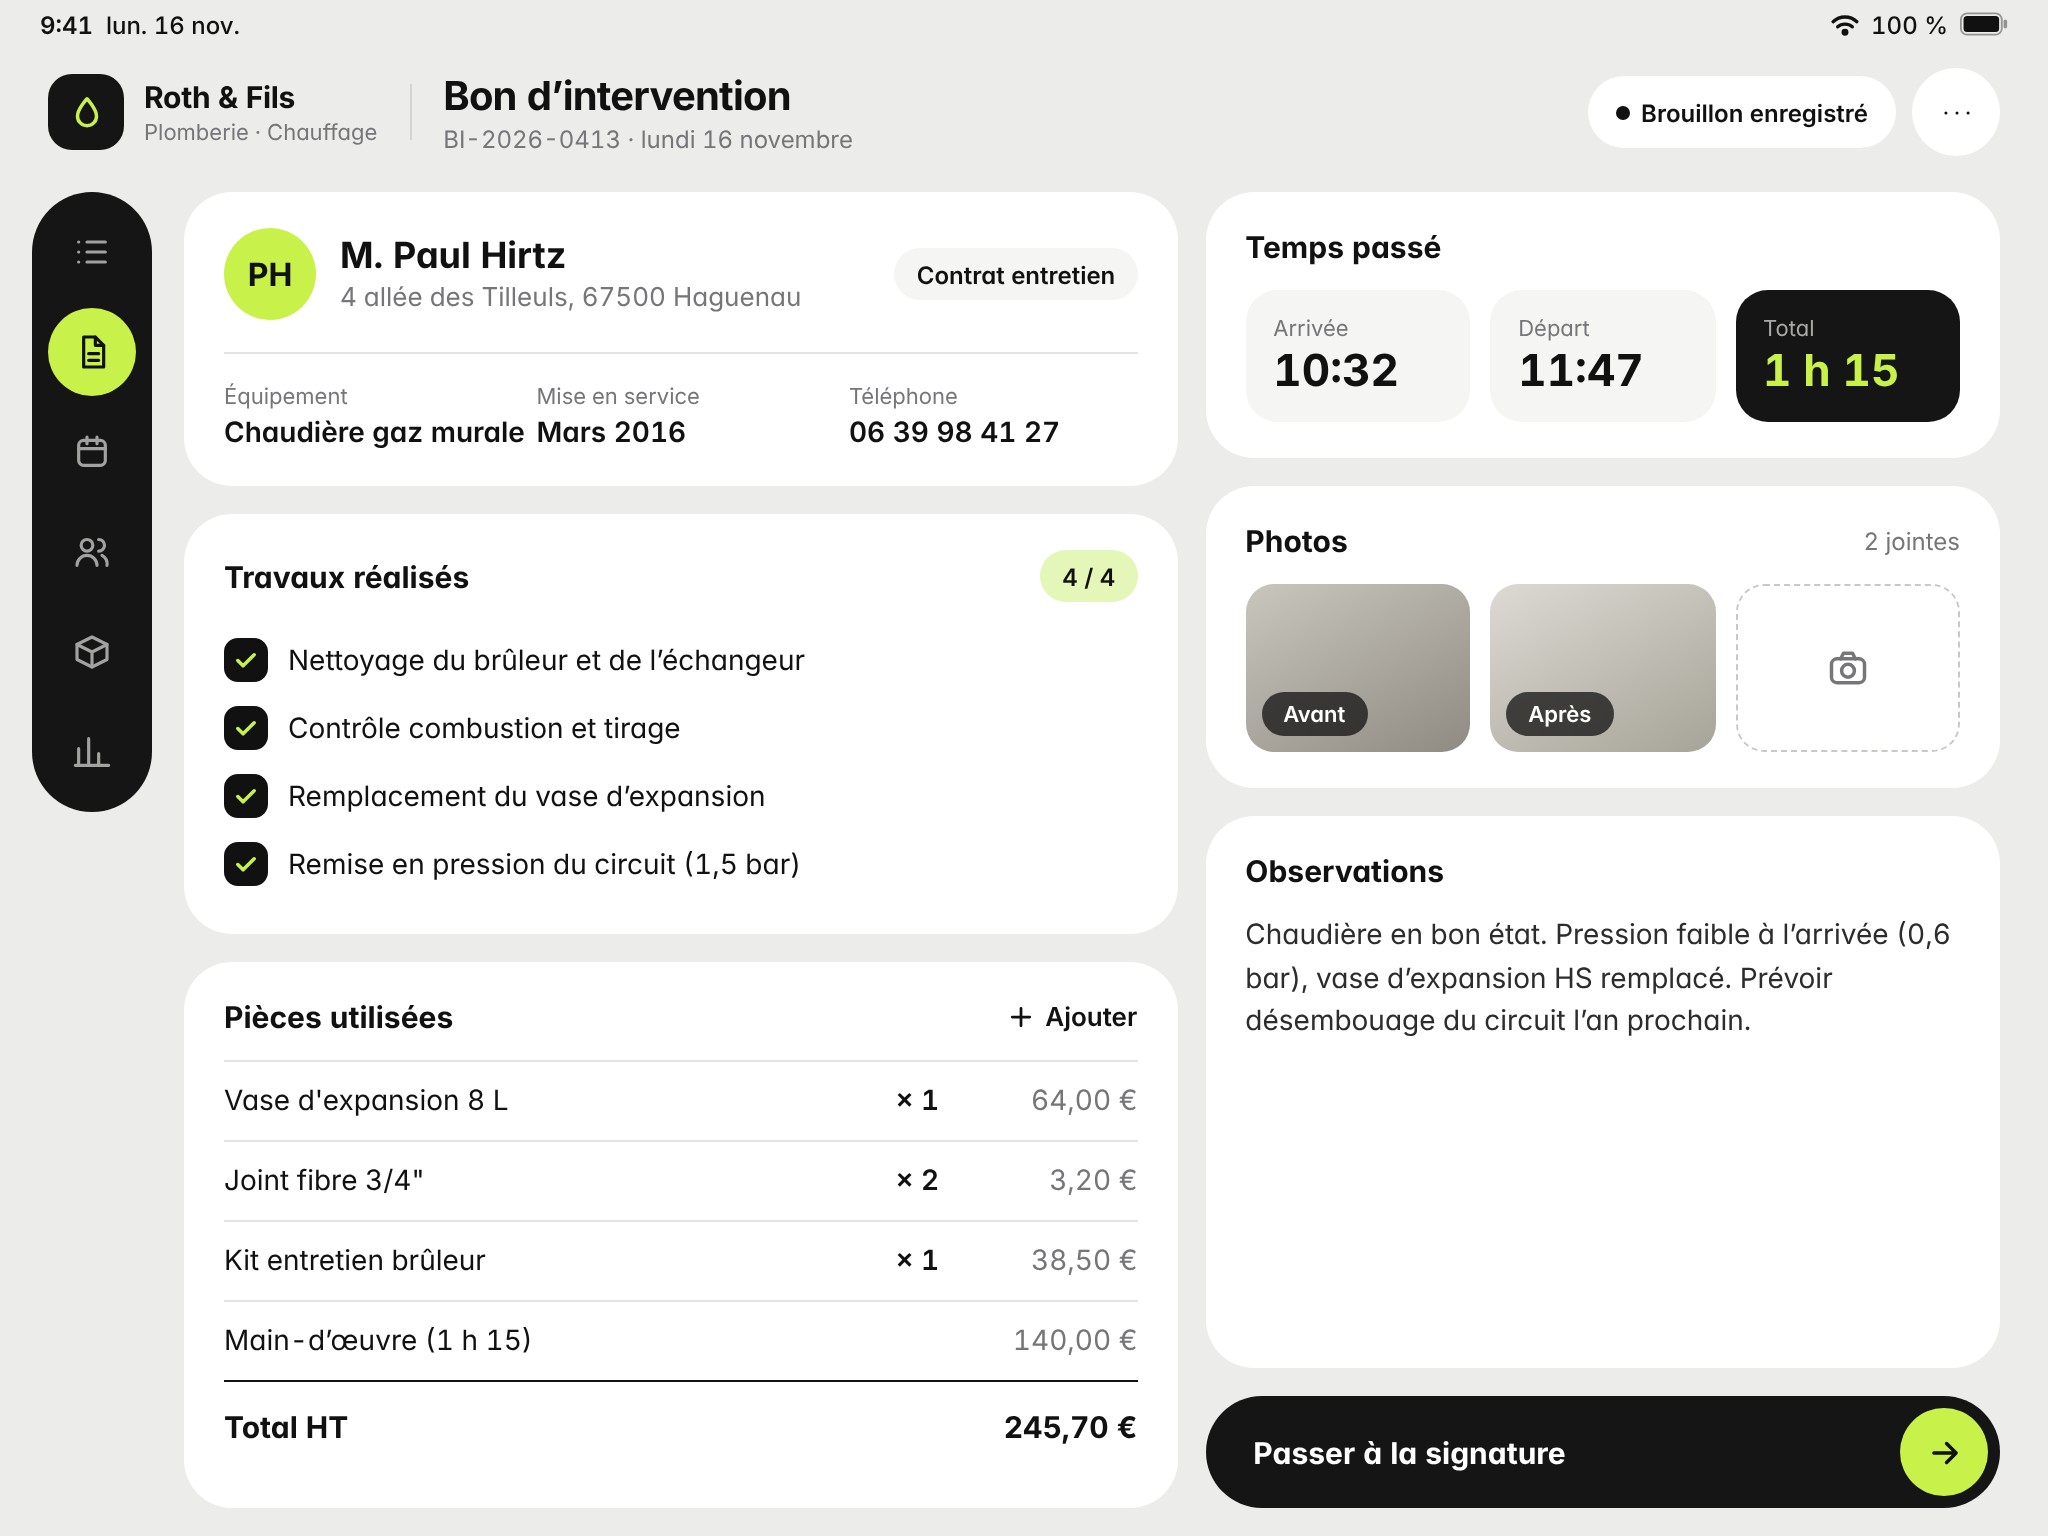 9:41 lun. 16 nov.
100 %
Roth & Fils
Plomberie · Chauffage
Bon d’intervention
BI-2026-0413 · lundi 16 novembre
Brouillon enregistré
···
PH
M. Paul Hirtz
4 allée des Tilleuls, 67500 Haguenau
Contrat entretien
Équipement
Chaudière gaz murale
Mise en service
Mars 2016
Téléphone
06 39 98 41 27
Travaux réalisés
4 / 4
Nettoyage du brûleur et de l’échangeur
Contrôle combustion et tirage
Remplacement du vase d’expansion
Remise en pression du circuit (1,5 bar)
Pièces utilisées
+ Ajouter
Vase d'expansion 8 L × 1 64,00 €
Joint fibre 3/4" × 2 3,20 €
Kit entretien brûleur × 1 38,50 €
Main-d’œuvre (1 h 15) 140,00 €
Total HT 245,70 €
Temps passé
Arrivée
10:32
Départ
11:47
Total
1 h 15
Photos
2 jointes
Avant
Après
Observations
Chaudière en bon état. Pression faible à l’arrivée (0,6
bar), vase d’expansion HS remplacé. Prévoir
désembouage du circuit l’an prochain.
Passer à la signature